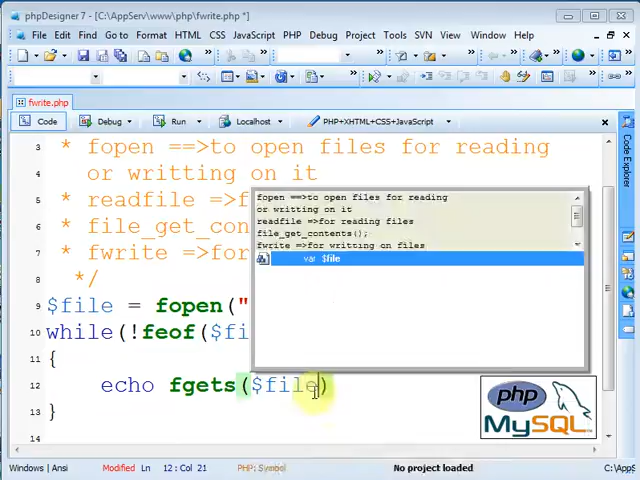 phpDesigner 7 - [C:\AppServ\www\php\fwrite.php *]
File Edit Search Format HTML CSS JavaScript PHP Debug Project Tools SVN View Window
Go to
fwrite.php
Code Debug Run Localhost PHP+XHTML+CSS+JavaScript
Code Explorer
3 * fopen ==>to open files for reading
4 or writting on it
5 * readfile ==>f
6 * file_get_con
7 * fwrite =>for
8 */
9 $file = fopen("
10 while(!feof($fi
11 {
12 echo fgets($file)
13 }
14
fopen ==>to open files for reading
or writting on it
readfile ==>for reading files
file_get_contents();
fwrite =>for writting on files
var $file
php
MySQL
Windows | Ansi Modified Ln 12 : Col 21 PHP: Symbol No project loaded C:\AppS